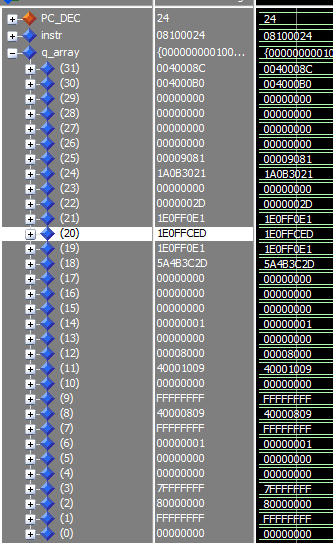 PC_DEC 24 24
instr 08100024 08100024
q_array {000000000100... {0000000001000
(31) 0040008C 0040008C
(30) 004000B0 004000B0
(29) 00000000 00000000
(28) 00000000 00000000
(27) 00000000 00000000
(26) 00000000 00000000
(25) 00009081 00009081
(24) 1A0B3021 1A0B3021
(23) 00000000 00000000
(22) 0000002D 0000002D
(21) 1E0FF0E1 1E0FF0E1
(20) 1E0FFCED 1E0FFCED
(19) 1E0FF0E1 1E0FF0E1
(18) 5A4B3C2D 5A4B3C2D
(17) 00000000 00000000
(16) 00000000 00000000
(15) 00000000 00000000
(14) 00000001 00000001
(13) 00000000 00000000
(12) 00008000 00008000
(11) 40001009 40001009
(10) 00000000 00000000
(9) FFFFFFFF FFFFFFFF
(8) 40000809 40000809
(7) FFFFFFFF FFFFFFFF
(6) 00000001 00000001
(5) 00000000 00000000
(4) 00000000 00000000
(3) 7FFFFFFF 7FFFFFFF
(2) 80000000 80000000
(1) FFFFFFFF FFFFFFFF
(0) 00000000 00000000